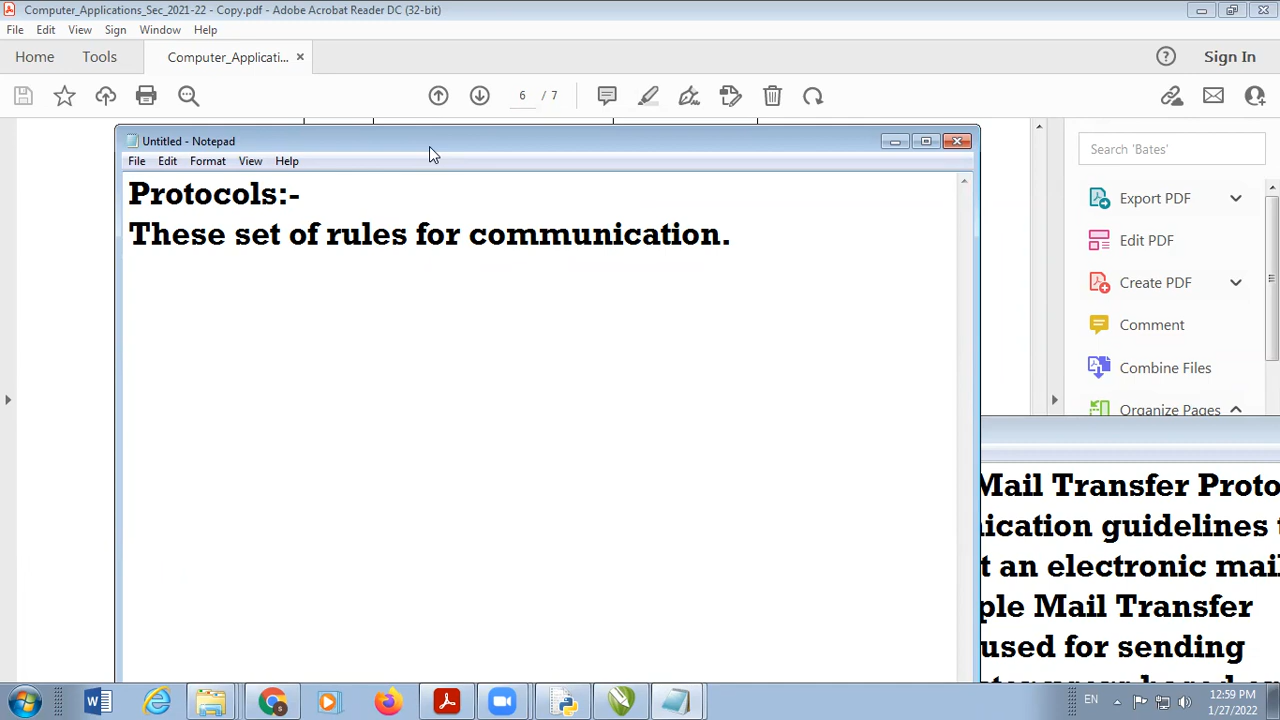 Computer_Applications_Sec_2021-22 - Copy.pdf - Adobe Acrobat Reader DC (32-bit)
File Edit View Sign Window Help
Home Tools Computer_Applicati... × Sign In
6 / 7
Search 'Bates'
Export PDF
Edit PDF
Create PDF
Comment
Combine Files
Organize Pages
Untitled - Notepad
File Edit Format View Help
Protocols:-
These set of rules for communication.
Mail Transfer Proto
ication guidelines t
t an electronic mail
ple Mail Transfer
used for sending
EN 12:59 PM
1/27/2022